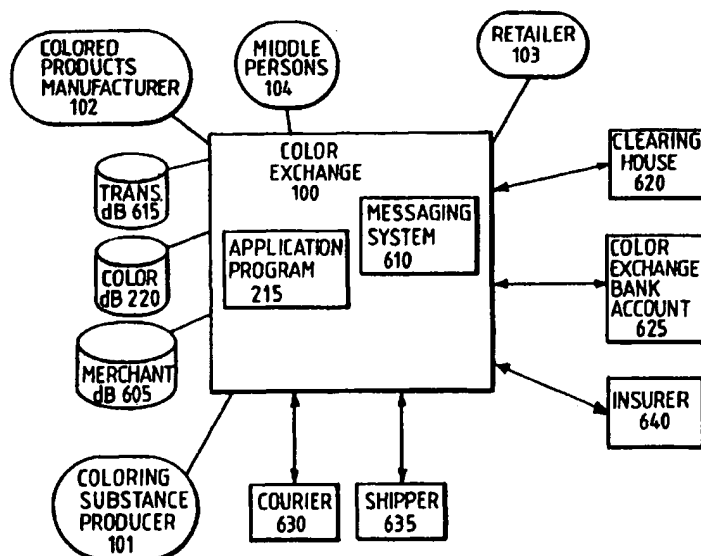 COLORED
PRODUCTS
MANUFACTURER
102
MIDDLE
PERSONS
104
RETAILER
103
COLOR
EXCHANGE
100
MESSAGING
SYSTEM
610
APPLICATION
PROGRAM
215
TRANS.
dB 615
COLOR
dB 220
MERCHANT
dB 605
CLEARING
HOUSE
620
COLOR
EXCHANGE
BANK
ACCOUNT
625
INSURER
640
COLORING
SUBSTANCE
PRODUCER
101
COURIER
630
SHIPPER
635